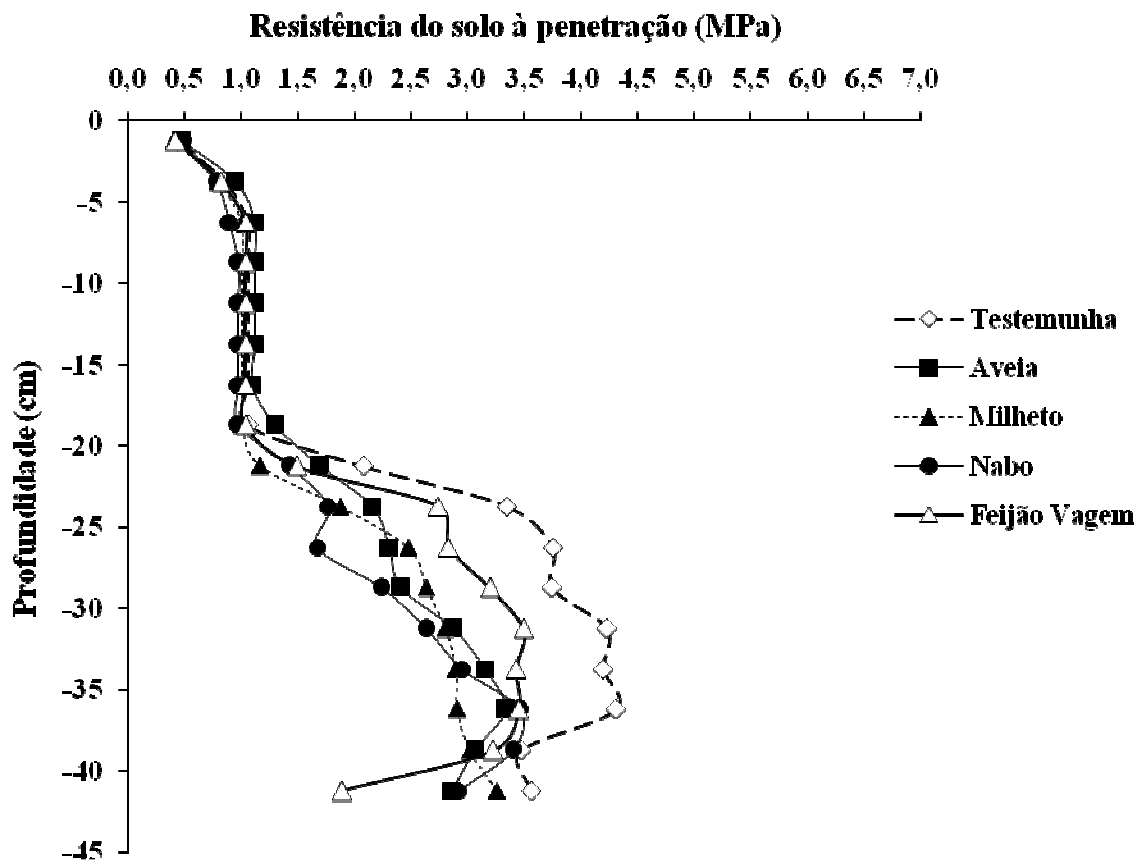 Resistência do solo à penetração (MPa)
0,0 0,5 1,0 1,5 2,0 2,5 3,0 3,5 4,0 4,5 5,0 5,5 6,0 6,5 7,0
0
-5
-10
-15
-20
-25
-30
-35
-40
-45
Profundidade (cm)
Testemunha
Aveia
Milheto
Nabo
Feijão Vagem